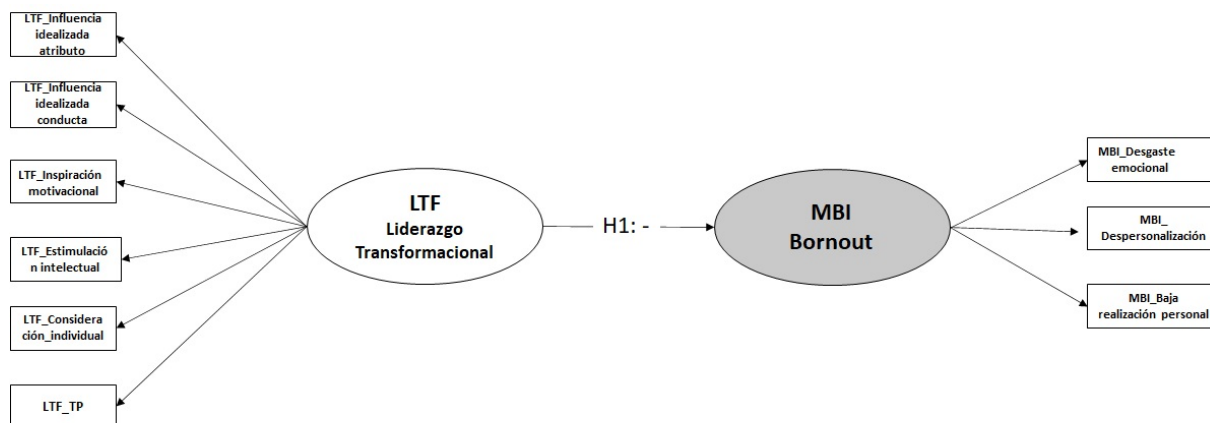 LTF_Influencia
idealizada
atributo
LTF_Influencia
idealizada
conducta
LTF_Inspiración
motivacional
LTF_Estimulació
n intelectual
LTF_Considera
ción_individual
LTF_TP
LTF
Liderazgo
Transformacional
H1: -
MBI
Bornout
MBI_Desgaste
emocional
MBI_
Despersonalización
MBI_Baja
realización personal